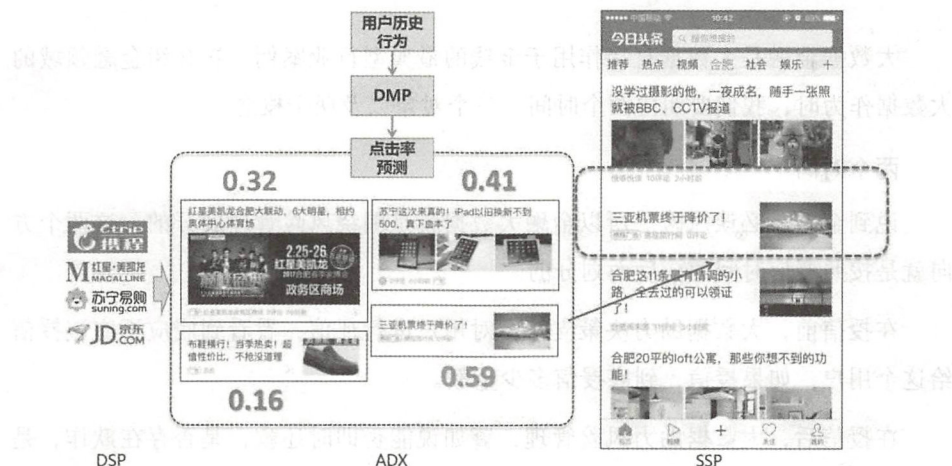 用户历史
行为
DMP
点击率
预测
0.32
0.41
红星美凯龙合肥大联动，6大明星，相约
奥体中心体育场
2.25-26
红星美凯龙
政务区商场
苏宁这次来真的！iPad以旧换新不到
500，真下血本了
布鞋横行！当季热卖！超
值性价比，不抢没道理
三亚机票终于降价了！
0.16
0.59
Ctrip
携程
M 红星·美凯龙
MACALLINE
苏宁易购
suning.com
JD 京东
.COM
10:42
今日头条
推荐 热点 视频 合肥 社会 娱乐 +
没学过摄影的他，一夜成名，随手一张照
就被BBC、CCTV报道
三亚机票终于降价了！
合肥这11条最有情调的小
路，全去过的可以领证
了！
合肥20平的loft公寓，那些你想不到的功
能！
DSP
ADX
SSP